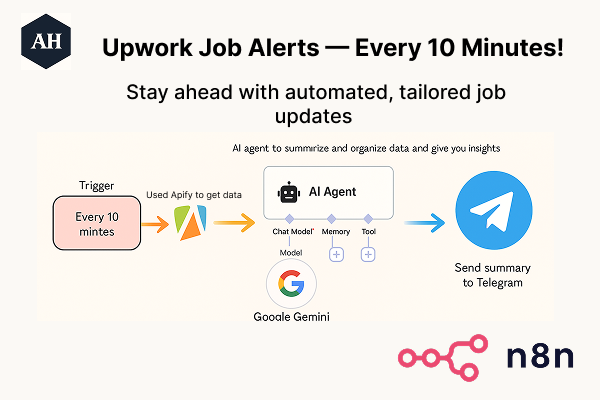 AH
Upwork Job Alerts — Every 10 Minutes!
Stay ahead with automated, tailored job
updates
AI agent to summrize and organize data and give you insights
Trigger
Every 10
mintes
Used Apify to get data
AI Agent
Chat Model*
Memory
Tool
Model
Google Gemini
Send summary
to Telegram
n8n